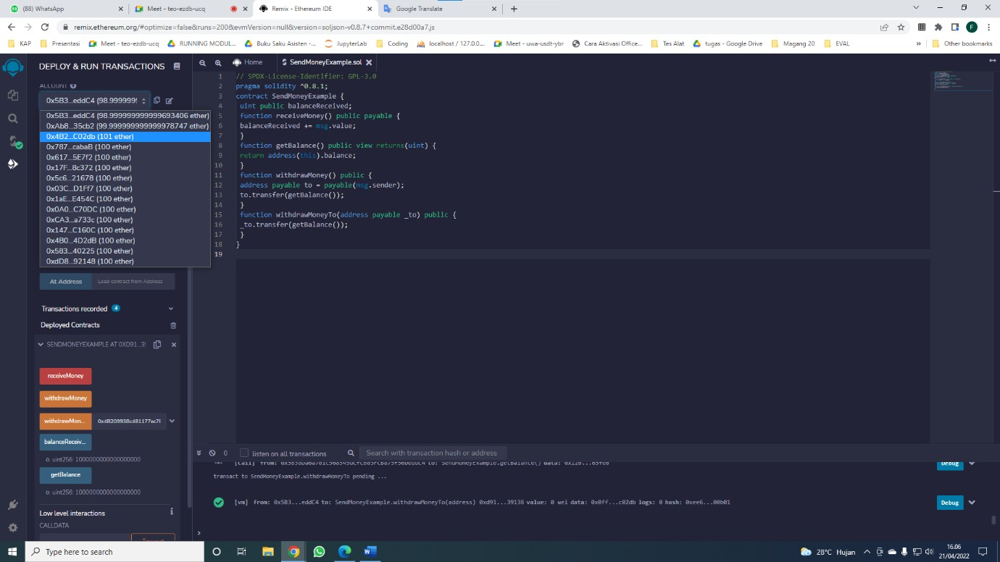 (88) WhatsApp
Meet - teo-ezdb-ucq
Remix - Ethereum IDE
Google Translate
remix.ethereum.org/#optimize=false&runs=200&evmVersion=null&version=soljson-v0.8.7+commit.e28d00a7.js
F
KAP
Presentasi
Meet - teo-ezdb-ucq
RUNNING MODUL...
Buku Saku Asisten -...
JupyterLab
Coding
localhost / 127.0.0....
Meet - uwa-usdt-ybr
Cara Aktivasi Office...
Tes Alat
tugas - Google Drive
Magang 20
EVAL
Other bookmarks
DEPLOY & RUN TRANSACTIONS
ACCOUNT
0x5B3...eddC4 (98.9999999
0x5B3...eddC4 (98.999999999999693406 ether)
0xAb8...35cb2 (99.999999999999978747 ether)
0x4B2...C02db (101 ether)
0x787...cabaB (100 ether)
0x617...5E7f2 (100 ether)
0x17F...8c372 (100 ether)
0x5c6...21678 (100 ether)
0x03C...D1Ff7 (100 ether)
0x1aE...E454C (100 ether)
0x0A0...C70DC (100 ether)
0xCA3...a733c (100 ether)
0x147...C160C (100 ether)
0x4B0...4D2dB (100 ether)
0x583...40225 (100 ether)
0xdD8...92148 (100 ether)
At Address
Load contract from Address
Transactions recorded 4
Deployed Contracts
SENDMONEYEXAMPLE AT 0XD91...3
receiveMoney
withdrawMoney
withdrawMon...
balanceReceiv...
0: uint256: 1000000000000000000
getBalance
0: uint256: 1000000000000000000
Low level interactions
CALLDATA
Home
SendMoneyExample.sol
1 // SPDX-License-Identifier: GPL-3.0
2 pragma solidity ^0.8.1;
3 contract SendMoneyExample {
4 uint public balanceReceived;
5 function receiveMoney() public payable {
6 balanceReceived += msg.value;
7 }
8 function getBalance() public view returns(uint) {
9 return address(this).balance;
10 }
11 function withdrawMoney() public {
12 address payable to = payable(msg.sender);
13 to.transfer(getBalance());
14 }
15 function withdrawMoneyTo(address payable _to) public {
16 _to.transfer(getBalance());
17 }
18 }
19
0
listen on all transactions
Search with transaction hash or address
Debug
transact to SendMoneyExample.withdrawMoneyTo pending ...
[vm] from: 0x5B3...eddC4 to: SendMoneyExample.withdrawMoneyTo(address) 0xd91...39138 value: 0 wei data: 0x0ff...c02db logs: 0 hash: 0xee6...00b01
Debug
>
Type here to search
28°C Hujan
16.06
21/04/2022